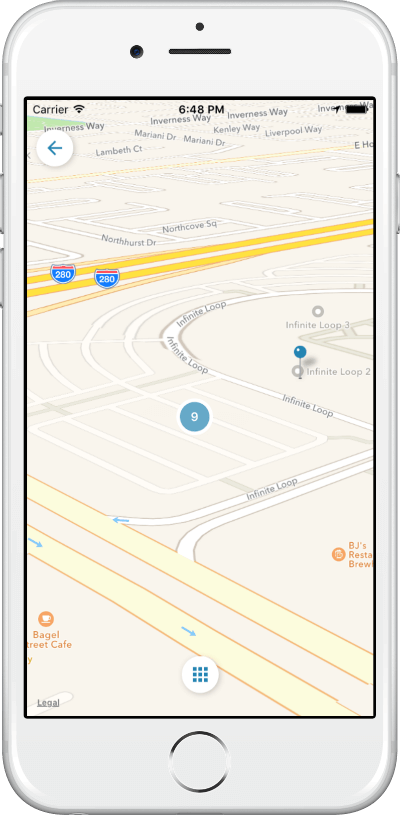 Carrier
6:48 PM
Inverness Way
Inverness Way
Inverness Way
Kenley Way
Liverpool Way
Mariani Dr
Mariani Dr
Lambeth Ct
E Ho
Northcove Sq
Northhurst Dr
280
280
Infinite Loop
Infinite Loop 3
Infinite Loop
Infinite Loop 2
Infinite Loop
9
Infinite Loop
BJ's
Resta
Brew
Bagel
treet Cafe
y
Legal